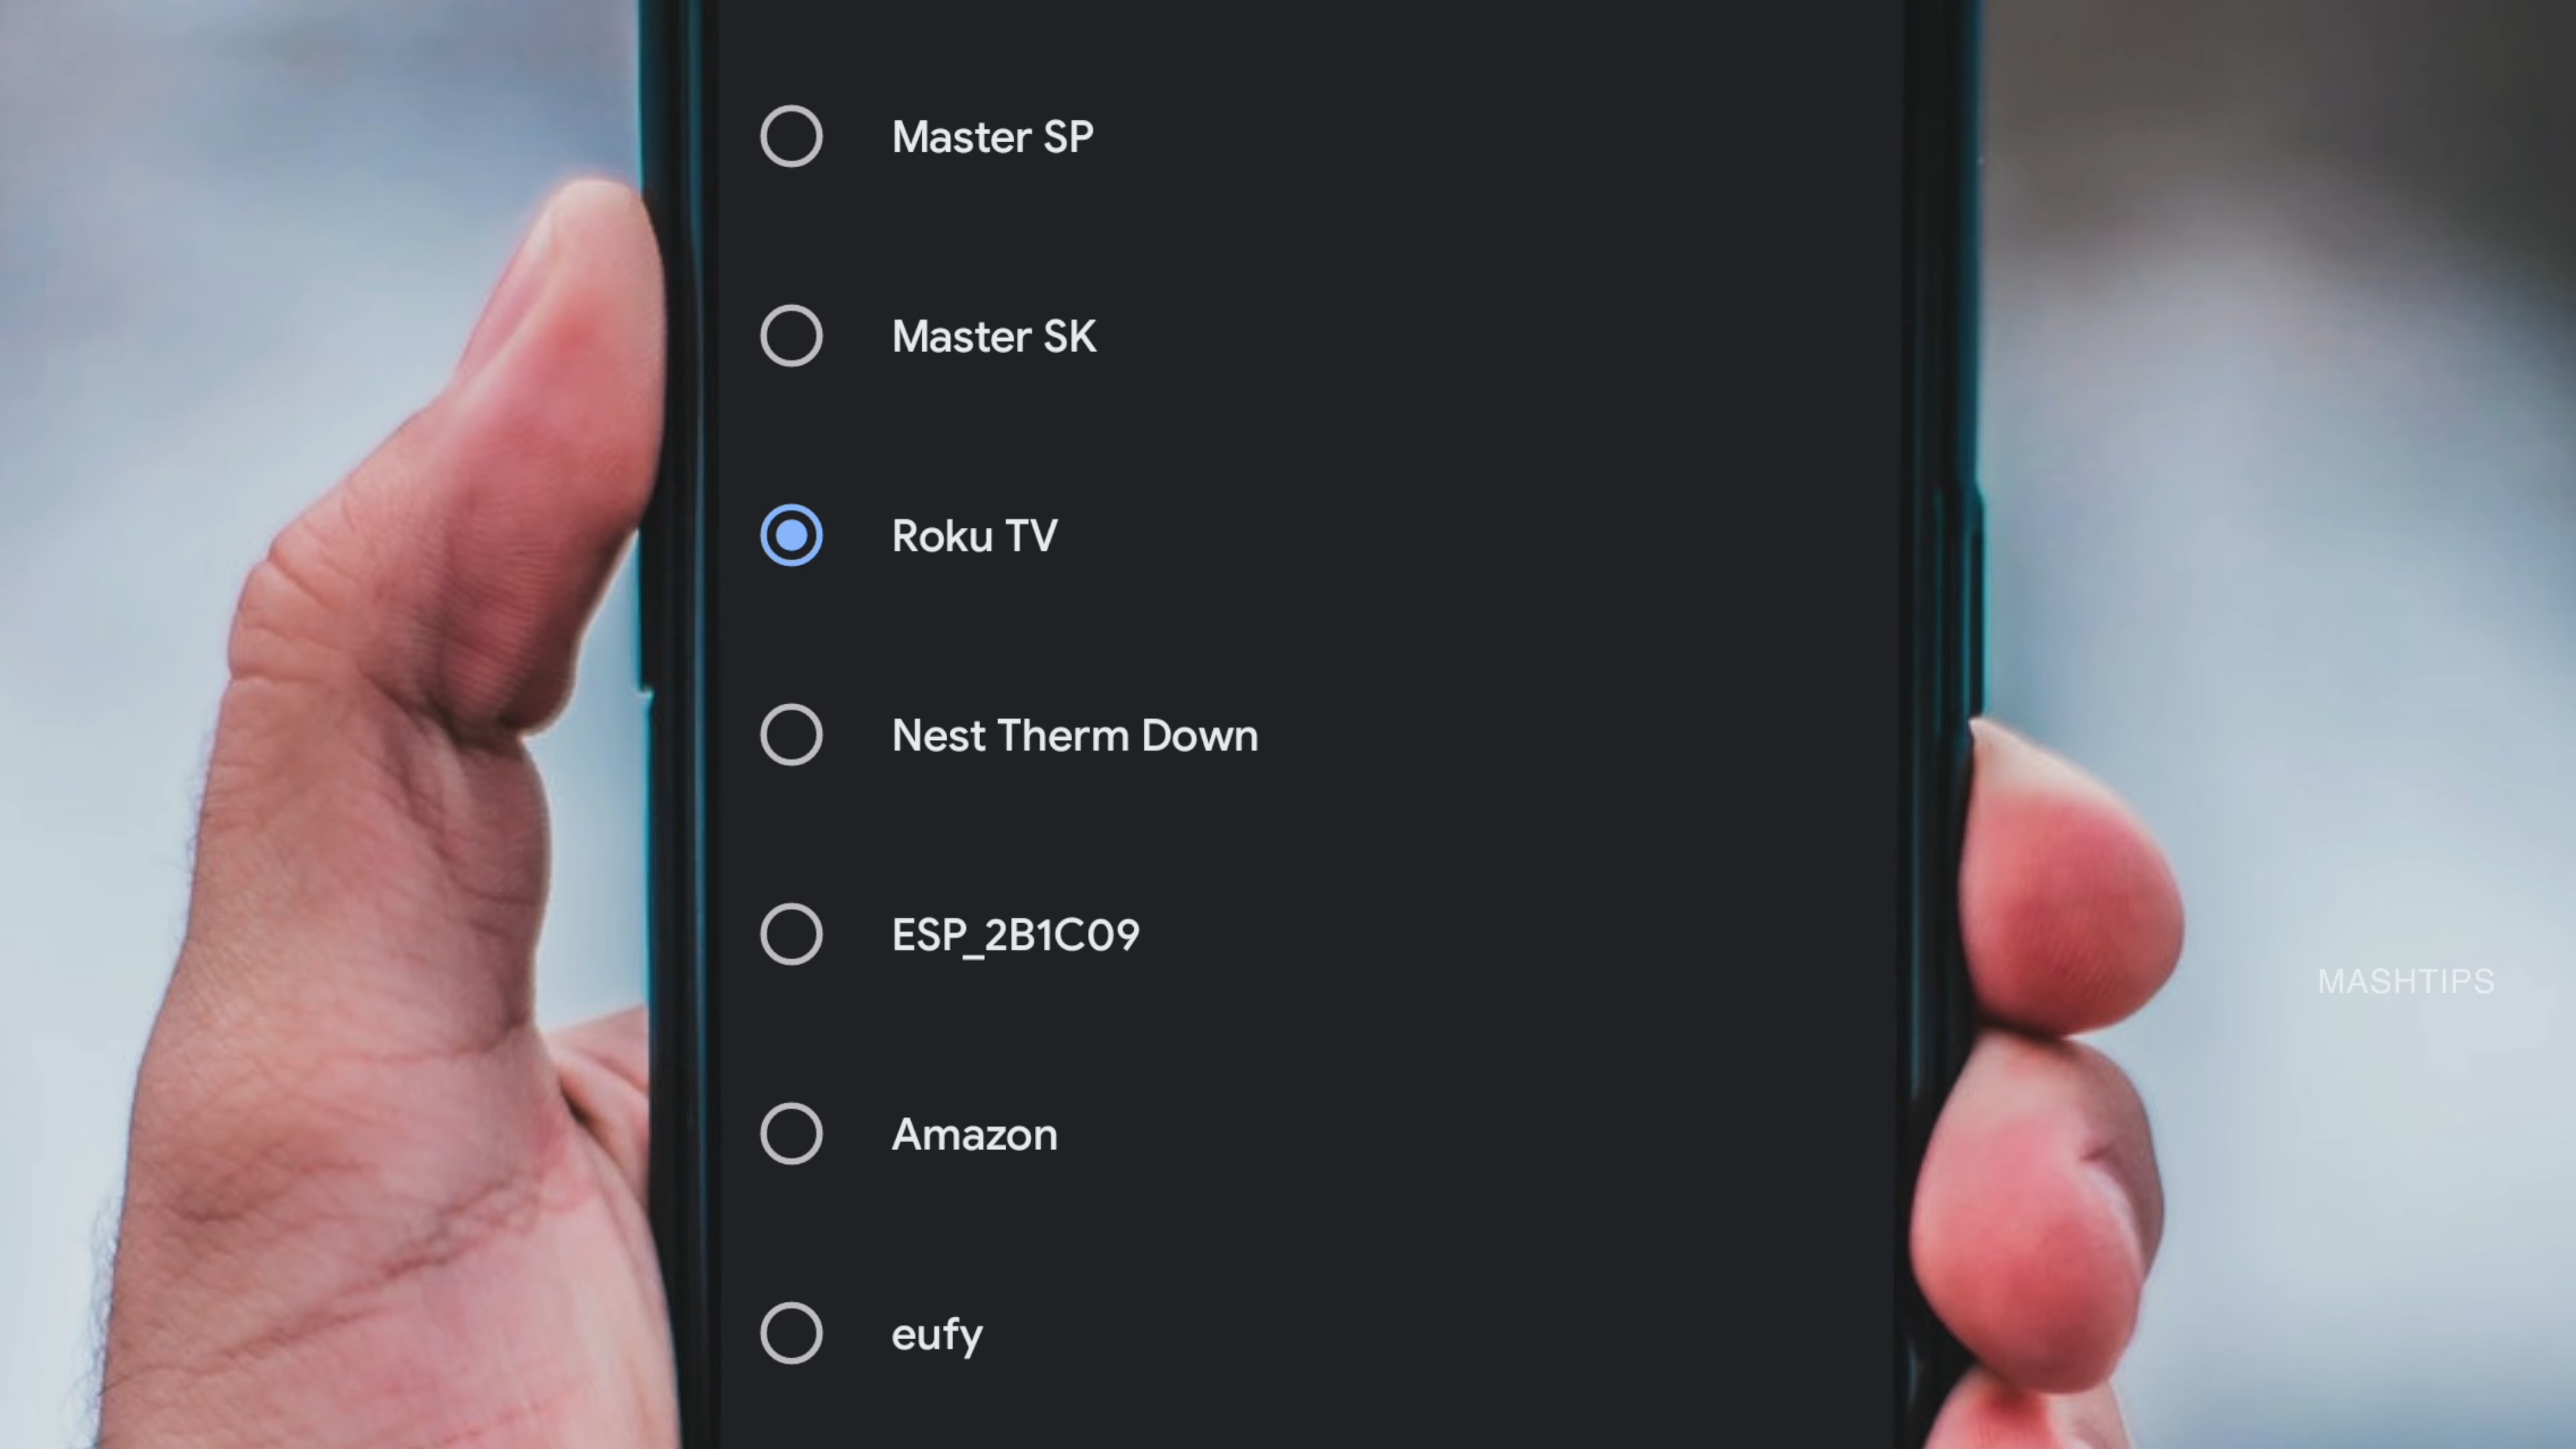 Master SP
Master SK
Roku TV
Nest Therm Down
ESP_2B1C09
Amazon
eufy
MASHTIPS